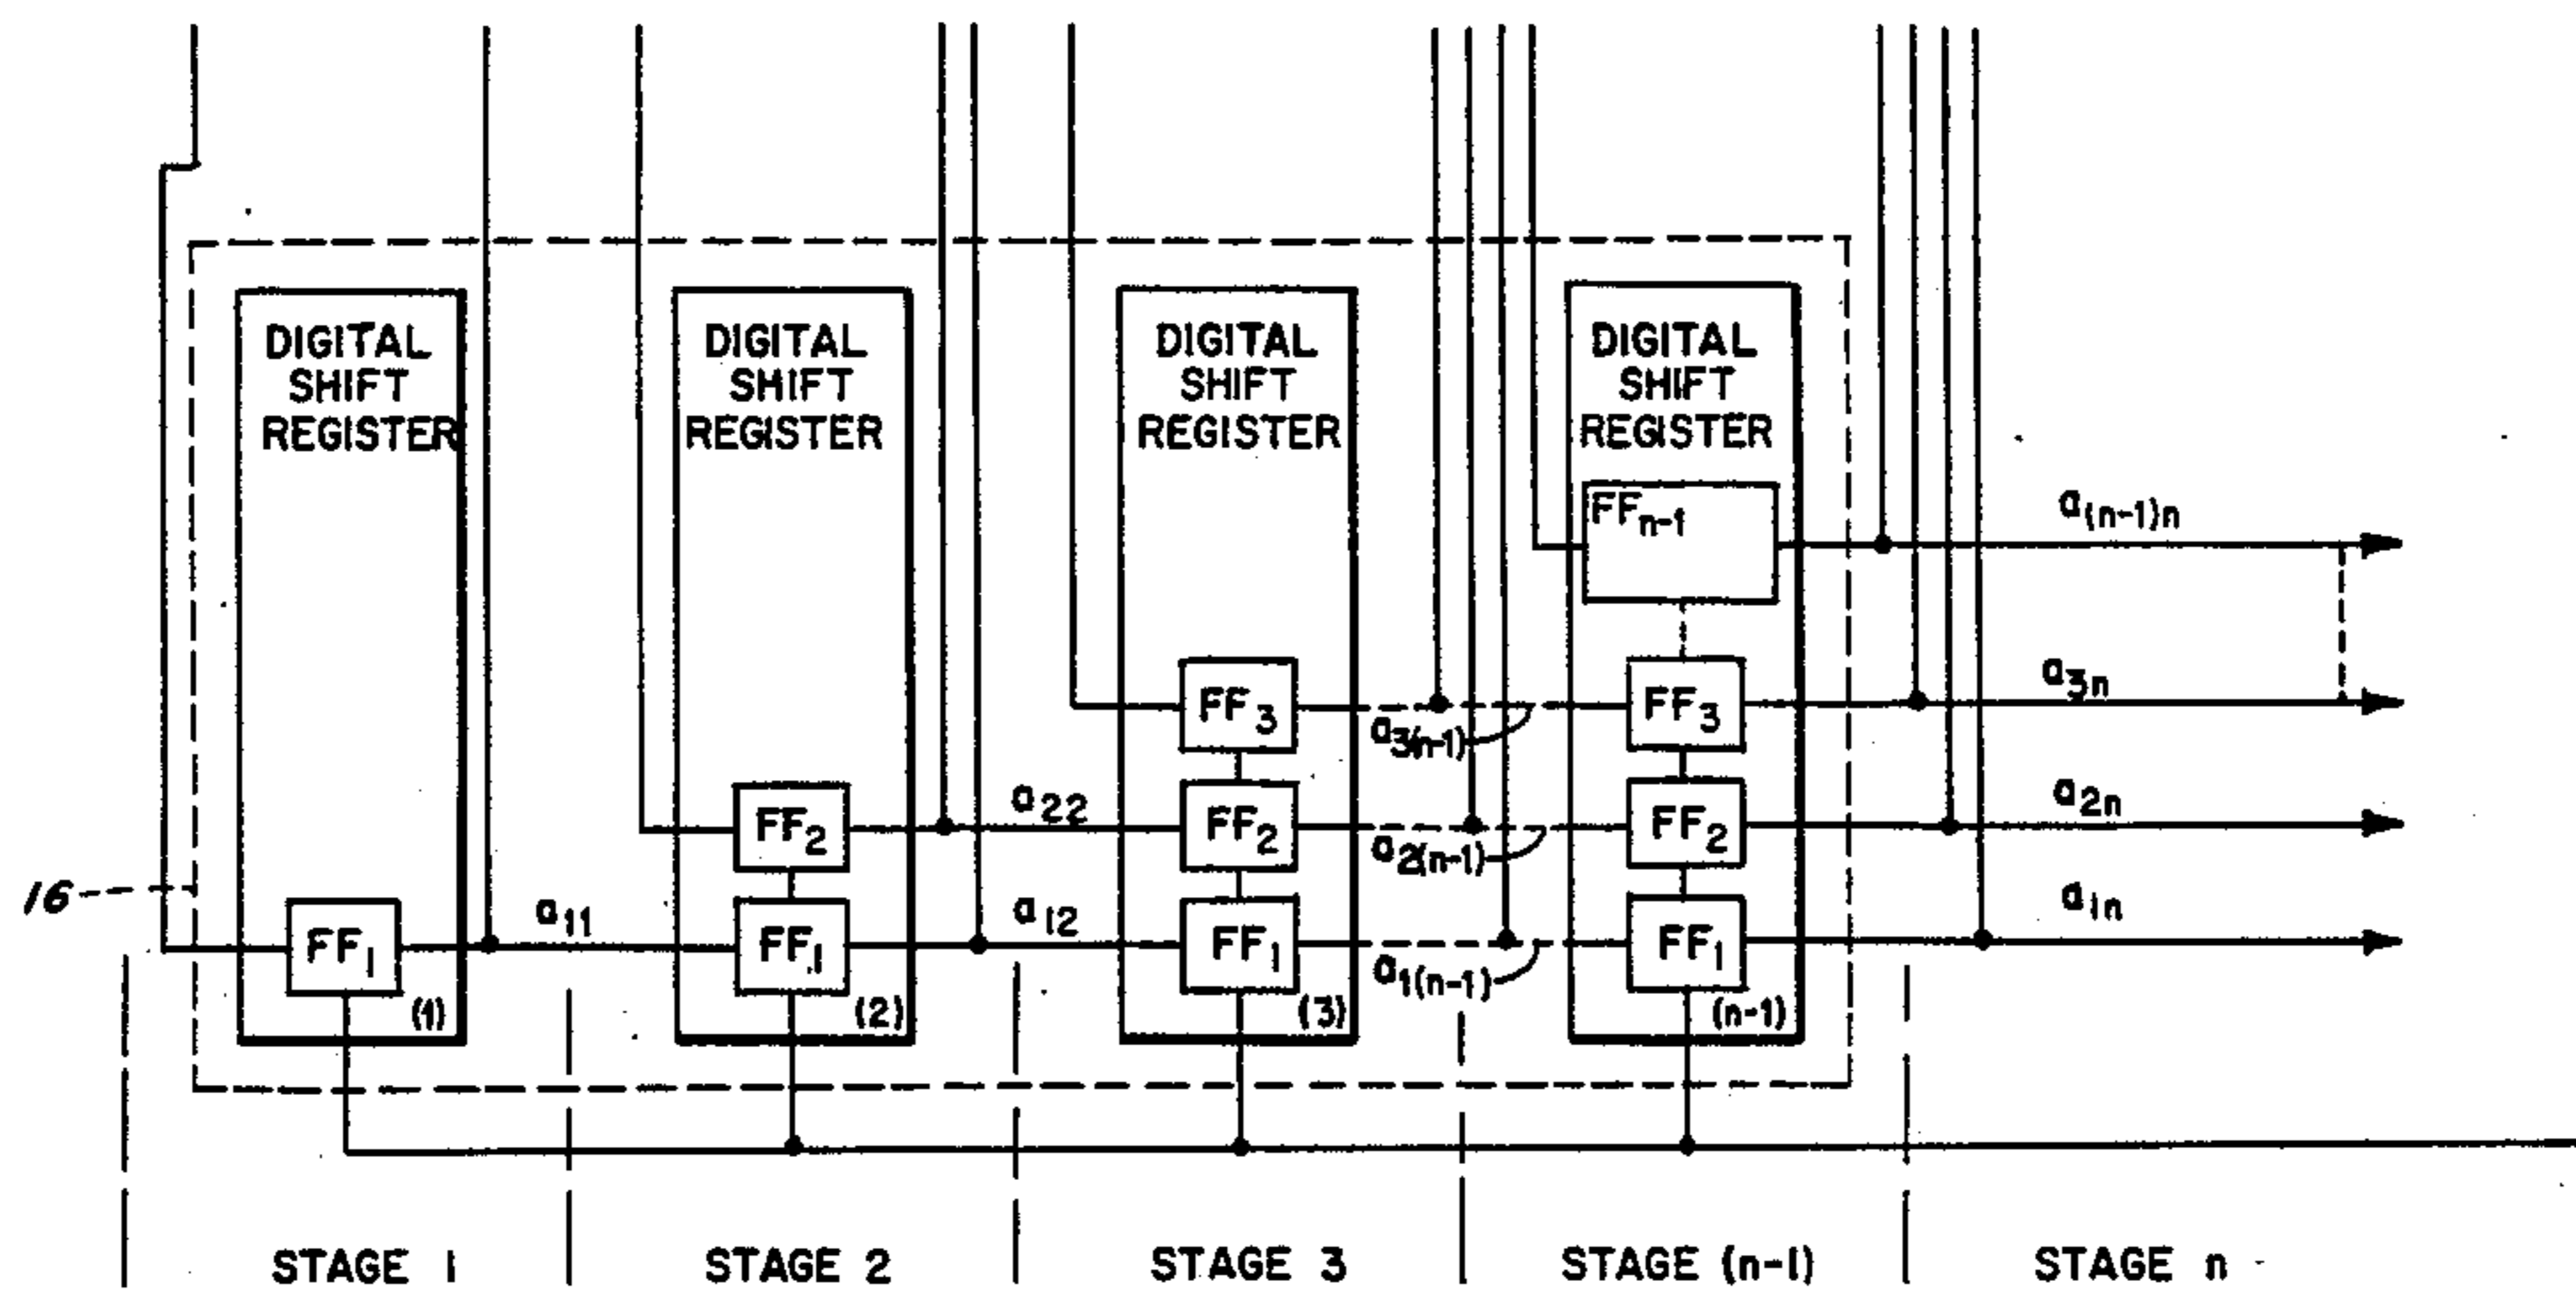 DIGITAL
SHIFT
REGISTER
DIGITAL
SHIFT
REGISTER
DIGITAL
SHIFT
REGISTER
DIGITAL
SHIFT
REGISTER
FFn-1
a(n-1)n
FF3
a3(n-1)
FF3
a3n
FF2
a22
FF2
a2(n-1)
FF2
a2n
16
FF1
a11
FF1
a12
FF1
a1(n-1)
FF1
a1n
(1)
(2)
(3)
(n-1)
STAGE 1
STAGE 2
STAGE 3
STAGE (n-1)
STAGE n